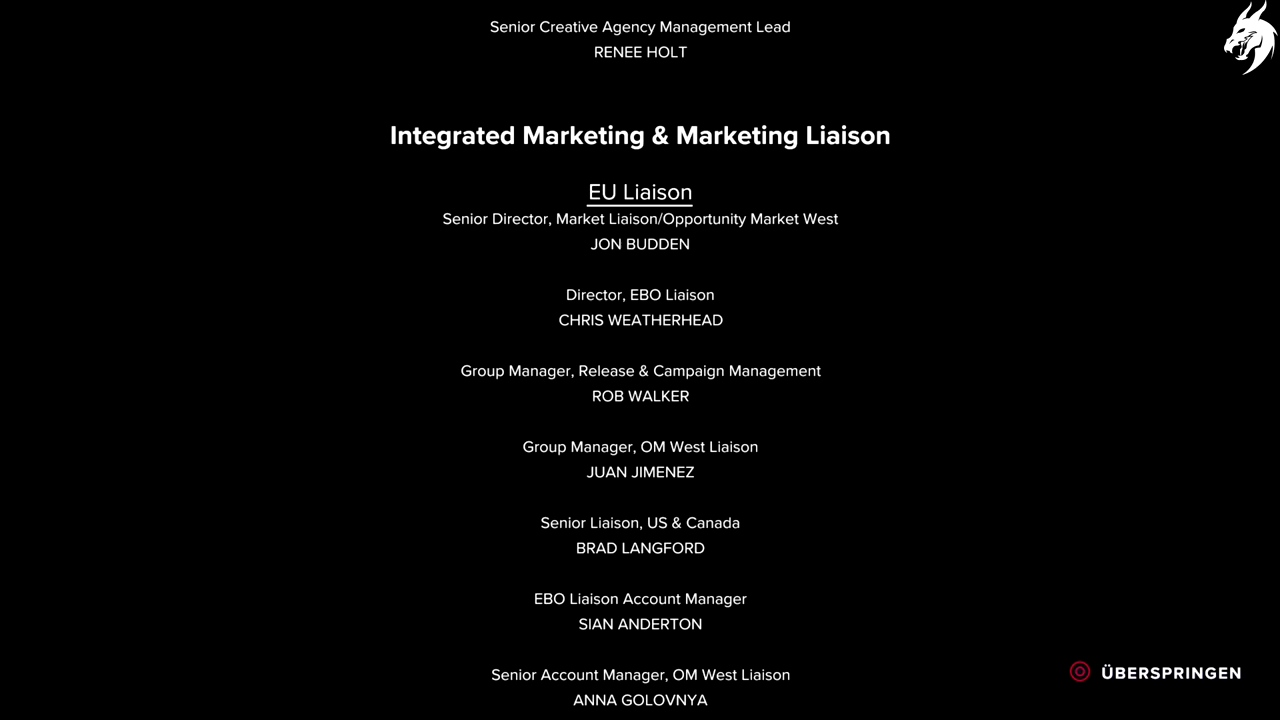 Senior Creative Agency Management Lead
RENEE HOLT
Integrated Marketing & Marketing Liaison
EU Liaison
Senior Director, Market Liaison/Opportunity Market West
JON BUDDEN
Director, EBO Liaison
CHRIS WEATHERHEAD
Group Manager, Release & Campaign Management
ROB WALKER
Group Manager, OM West Liaison
JUAN JIMENEZ
Senior Liaison, US & Canada
BRAD LANGFORD
EBO Liaison Account Manager
SIAN ANDERTON
Senior Account Manager, OM West Liaison
ANNA GOLOVNYA
ÜBERSPRINGEN